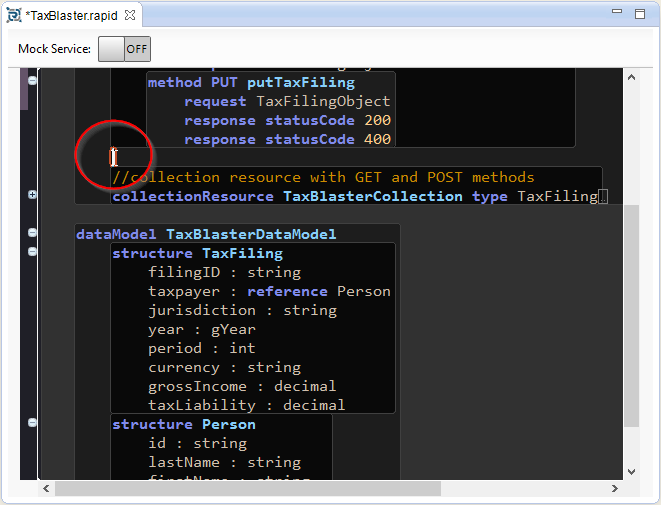 *TaxBlaster.rapid
Mock Service: OFF
method PUT putTaxFiling
request TaxFilingObject
response statusCode 200
response statusCode 400
//collection resource with GET and POST methods
collectionResource TaxBlasterCollection type TaxFiling
dataModel TaxBlasterDataModel
structure TaxFiling
filingID : string
taxpayer : reference Person
jurisdiction : string
year : gYear
period : int
currency : string
grossIncome : decimal
taxLiability : decimal
structure Person
id : string
lastName : string
firstName : string